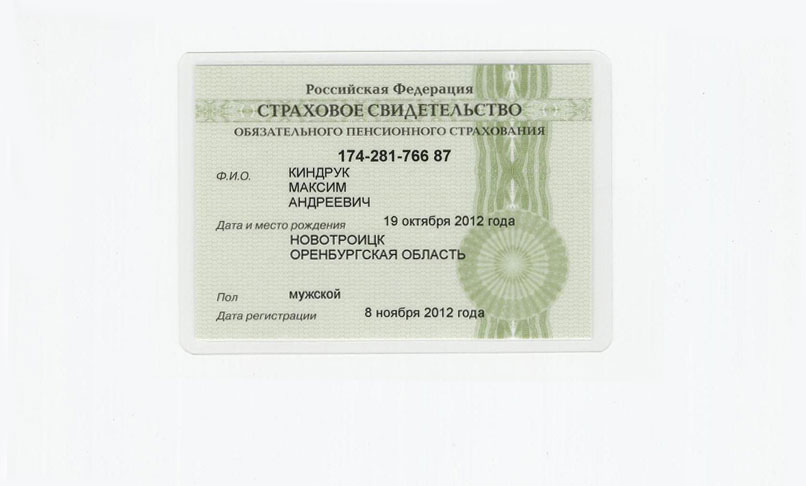 Российская Федерация
СТРАХОВОЕ СВИДЕТЕЛЬСТВО
ОБЯЗАТЕЛЬНОГО ПЕНСИОННОГО СТРАХОВАНИЯ
174-281-766 87
Ф.И.О. КИНДРУК
МАКСИМ
АНДРЕЕВИЧ
Дата и место рождения 19 октября 2012 года
НОВОТРОИЦК
ОРЕНБУРГСКАЯ ОБЛАСТЬ
Пол мужской
Дата регистрации 8 ноября 2012 года